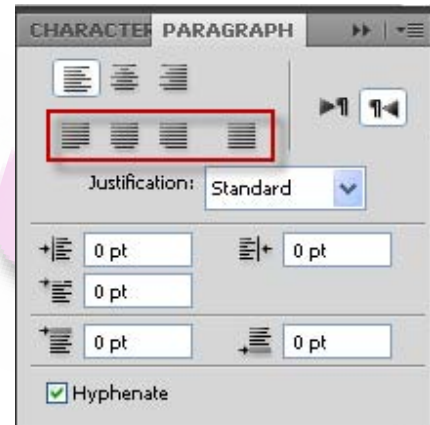 CHARACTER PARAGRAPH
Justification: Standard
0 pt 0 pt
0 pt
0 pt 0 pt
Hyphenate